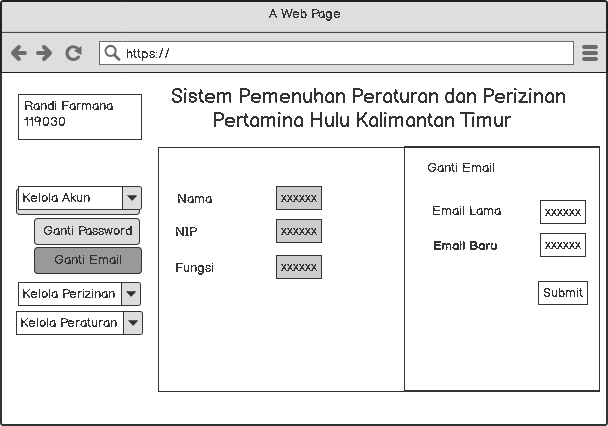 A Web Page
https://
Randi Farmana
119030
Sistem Pemenuhan Peraturan dan Perizinan
Pertamina Hulu Kalimantan Timur
Kelola Akun
Ganti Password
Ganti Email
Kelola Perizinan
Kelola Peraturan
Nama xxxxxx
NIP xxxxxx
Fungsi xxxxxx
Ganti Email
Email Lama xxxxxx
Email Baru xxxxxx
Submit